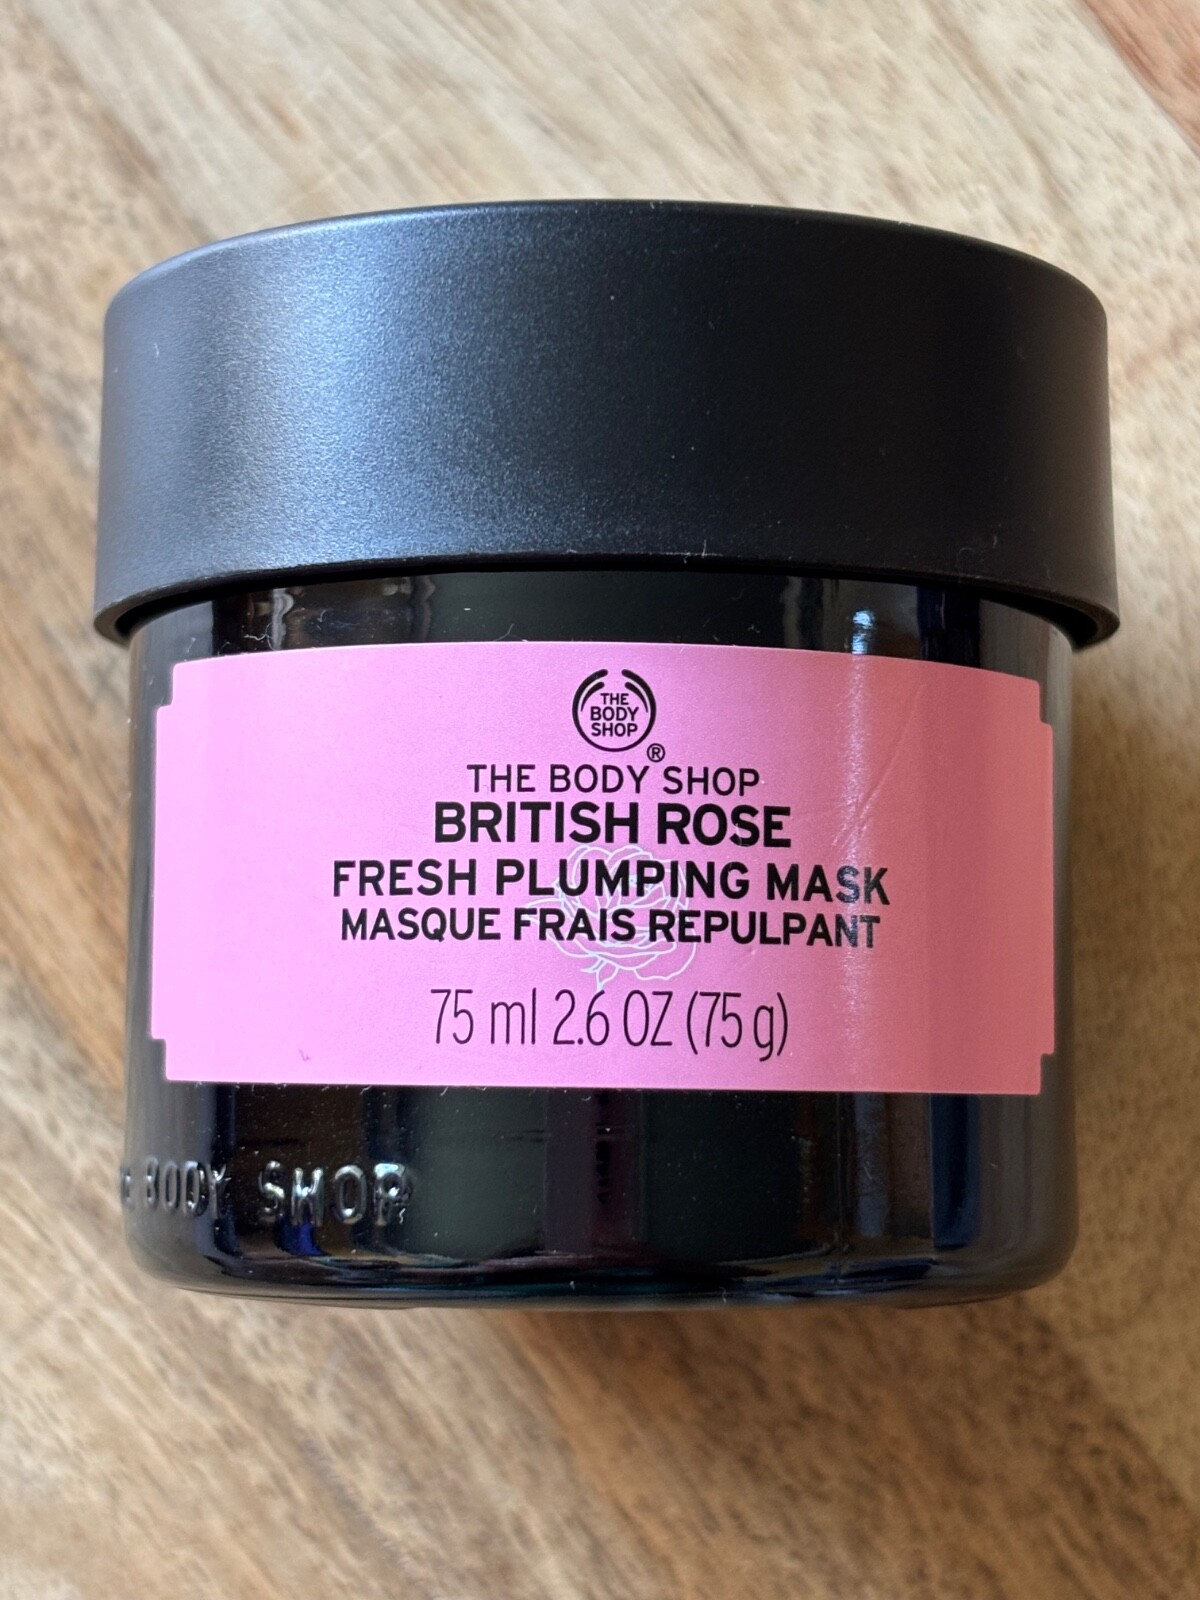 THE
BODY
SHOP
®
THE BODY SHOP
BRITISH ROSE
FRESH PLUMPING MASK
MASQUE FRAIS REPULPANT
75 ml 2.6 OZ (75 g)
BODY SHOP